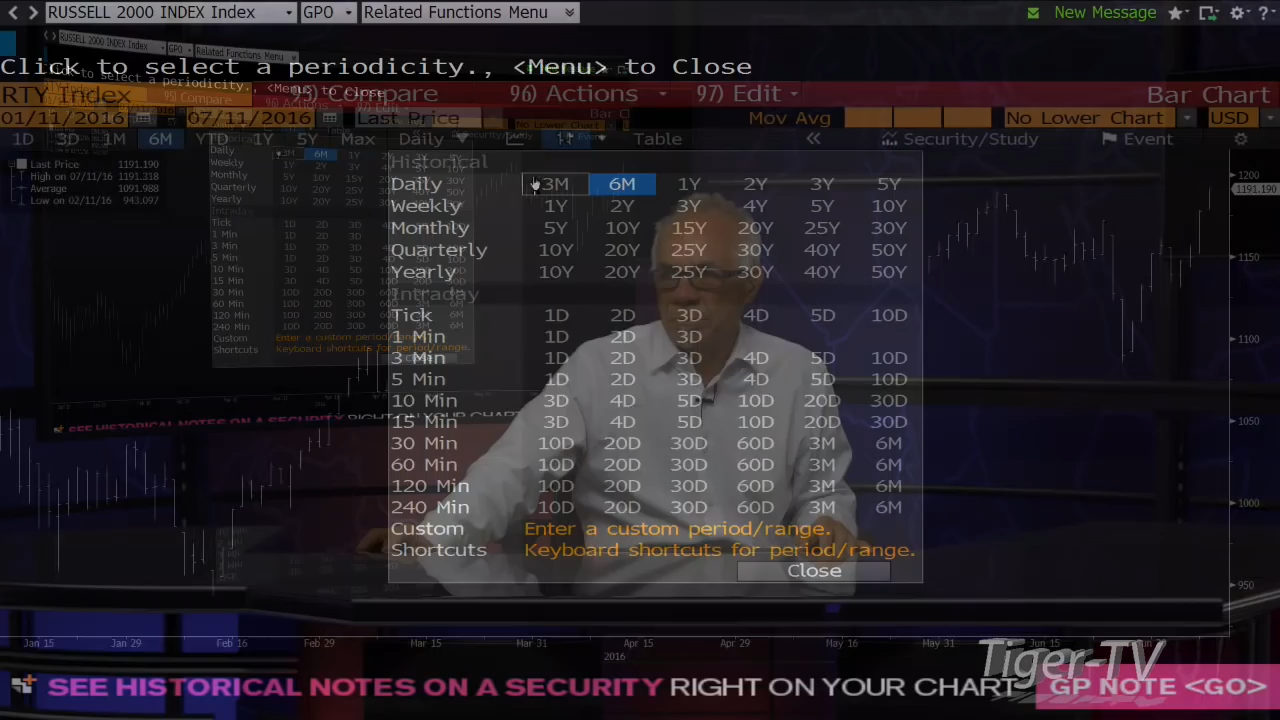 RUSSELL 2000 INDEX Index GPO Related Functions Menu New Message ?
Click to select a periodicity., <Menu> to Close
RTY Index 95) Compare 96) Actions 97) Edit Bar Chart
01/11/2016 07/11/2016 Last Price Mov Avg No Lower Chart USD
1D 3D 1M 6M YTD 1Y 5Y Max Daily Table « Security/Study Event
Last Price 1191.190
High on 07/11/16 1191.318
Average 1091.988
Low on 02/11/16 943.097
Historical
Daily 3M 6M 1Y 2Y 3Y 5Y
Weekly 1Y 2Y 3Y 4Y 5Y 10Y
Monthly 5Y 10Y 15Y 20Y 25Y 30Y
Quarterly 10Y 20Y 25Y 30Y 40Y 50Y
Yearly 10Y 20Y 25Y 30Y 40Y 50Y
Intraday
Tick 1D 2D 3D 4D 5D 10D
1 Min 1D 2D 3D
3 Min 1D 2D 3D 4D 5D 10D
5 Min 1D 2D 3D 4D 5D 10D
10 Min 3D 4D 5D 10D 20D 30D
15 Min 3D 4D 5D 10D 20D 30D
30 Min 10D 20D 30D 60D 3M 6M
60 Min 10D 20D 30D 60D 3M 6M
120 Min 10D 20D 30D 60D 3M 6M
240 Min 10D 20D 30D 60D 3M 6M
Custom Enter a custom period/range.
Shortcuts Keyboard shortcuts for period/range.
Close
1200
1191.190
1150
1100
1050
1000
950
Jan 15 Jan 29 Feb 16 Feb 29 Mar 15 Mar 31 Apr 15 Apr 29 May 16 May 31 Jun 15
2016
Tiger-TV
SEE HISTORICAL NOTES ON A SECURITY RIGHT ON YOUR CHART GP NOTE <GO>